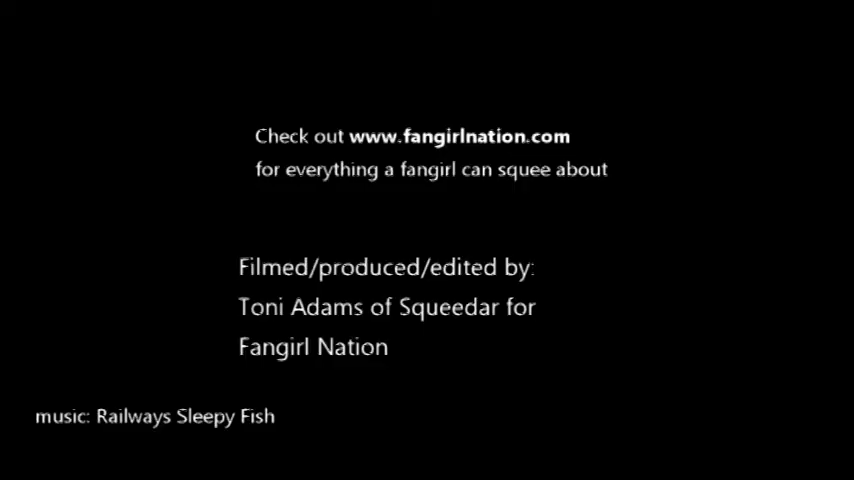 Check out www.fangirlnation.com
for everything a fangirl can squee about
Filmed/produced/edited by:
Toni Adams of Squeedar for
Fangirl Nation
music: Railways Sleepy Fish